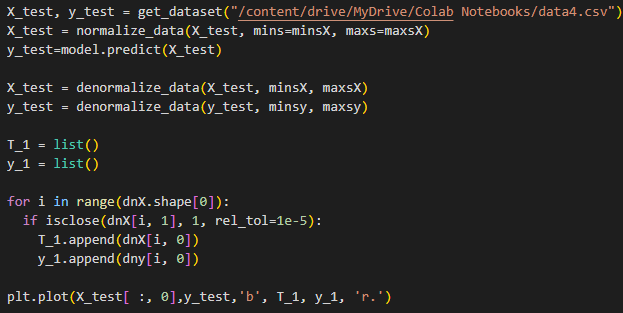 X_test, y_test = get_dataset("/content/drive/MyDrive/Colab Notebooks/data4.csv")
X_test = normalize_data(X_test, mins=minsX, maxs=maxsX)
y_test=model.predict(X_test)

X_test = denormalize_data(X_test, minsX, maxsX)
y_test = denormalize_data(y_test, minsy, maxsy)

T_1 = list()
y_1 = list()

for i in range(dnX.shape[0]):
  if isclose(dnX[i, 1], 1, rel_tol=1e-5):
    T_1.append(dnX[i, 0])
    y_1.append(dny[i, 0])

plt.plot(X_test[ :, 0],y_test,'b', T_1, y_1, 'r.')